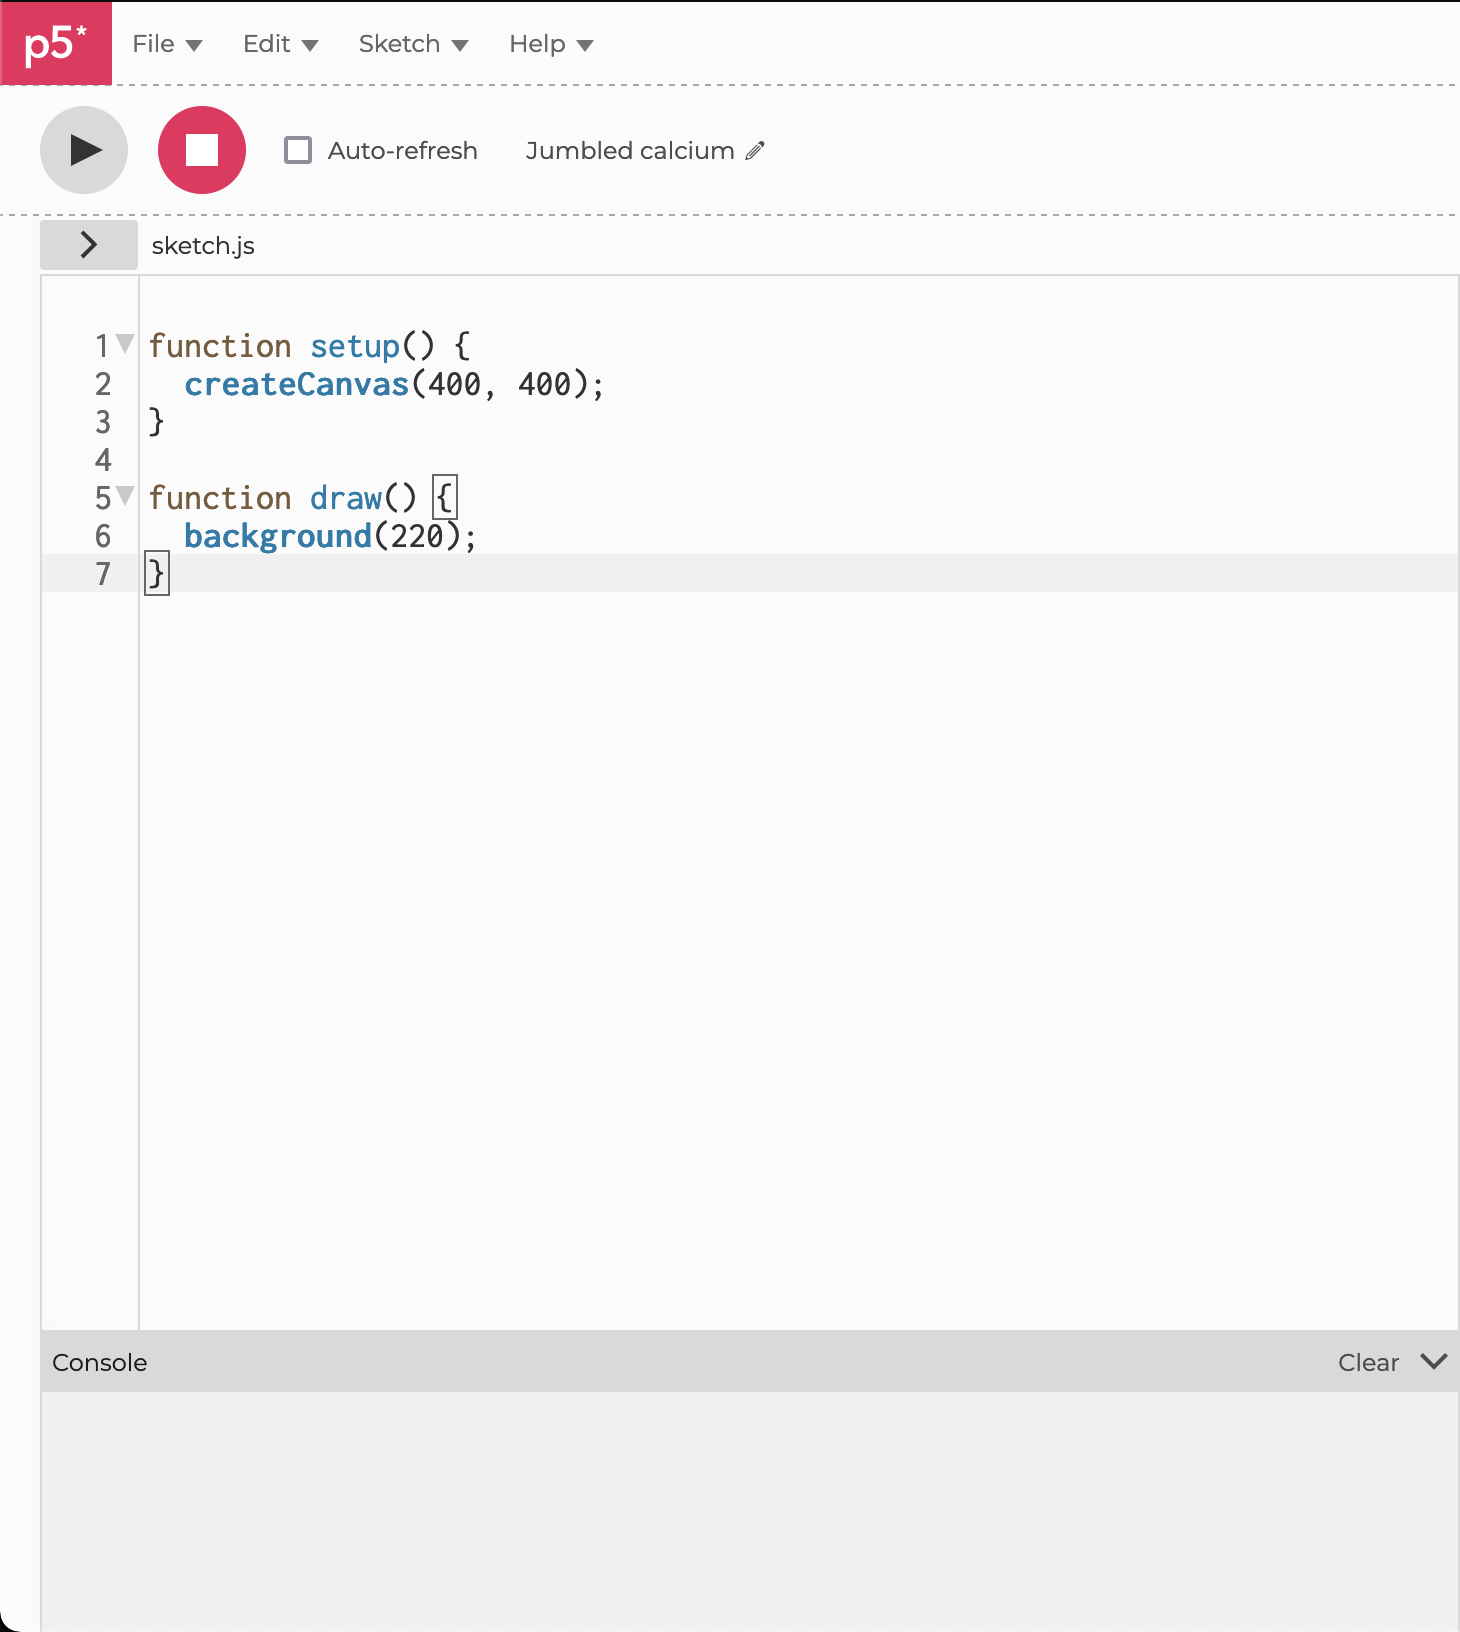 p5*
File Edit Sketch Help
Auto-refresh Jumbled calcium
sketch.js
1 function setup() {
2   createCanvas(400, 400);
3 }
4
5 function draw() {
6   background(220);
7 }
Console Clear